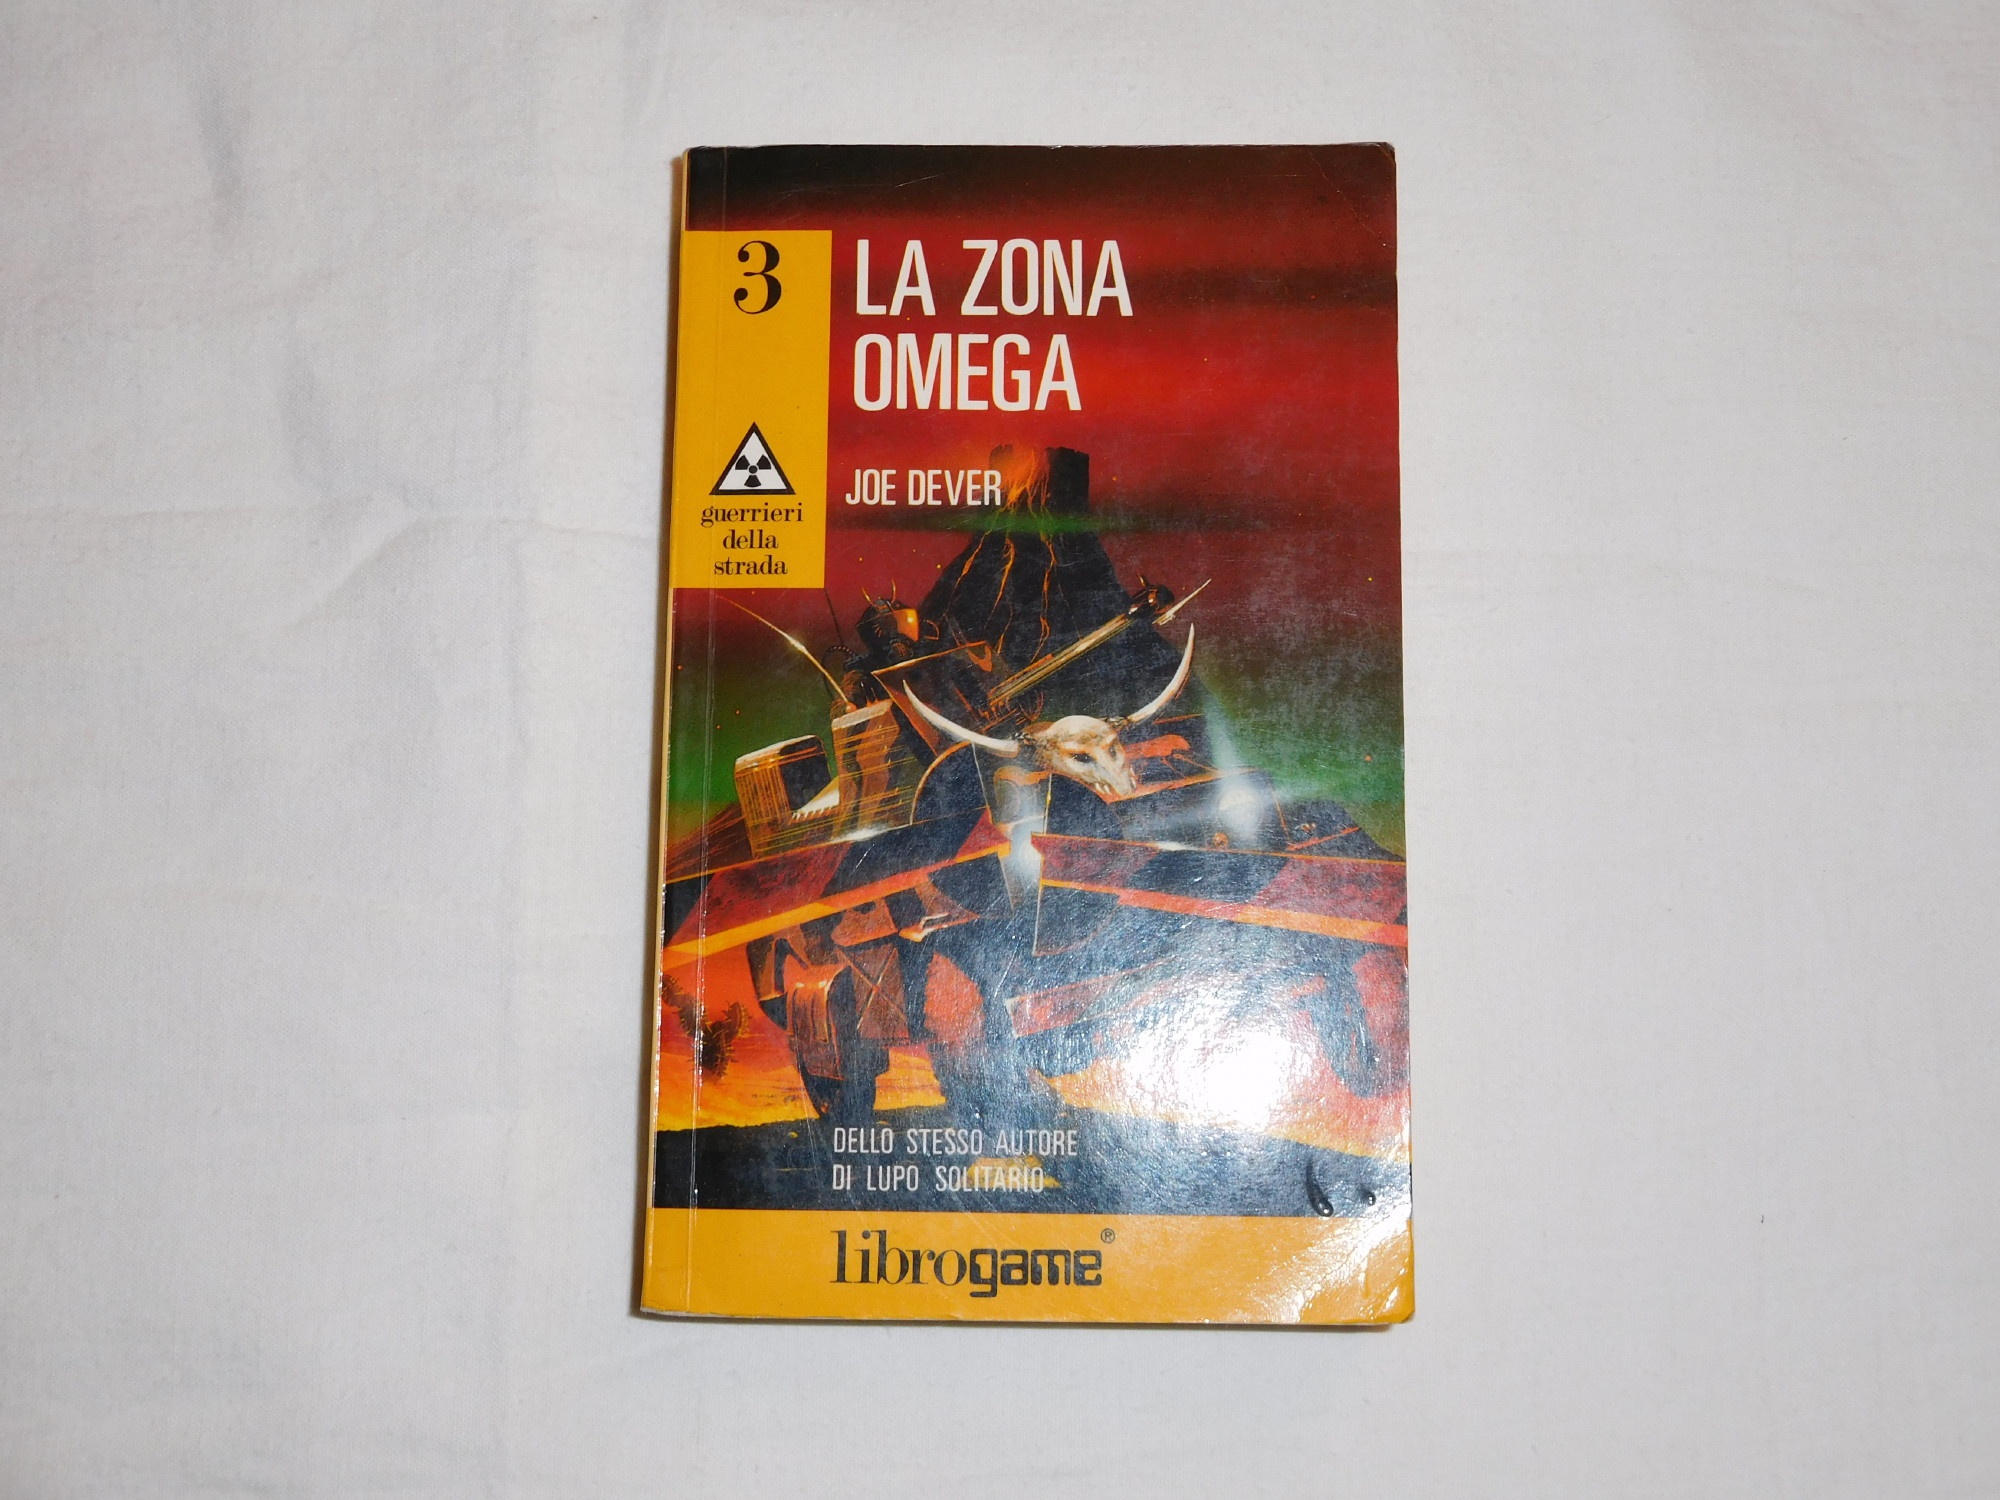 3
LA ZONA
OMEGA
JOE DEVER
guerrieri
della
strada
DELLO STESSO AUTORE
DI LUPO SOLITARIO
librogame®